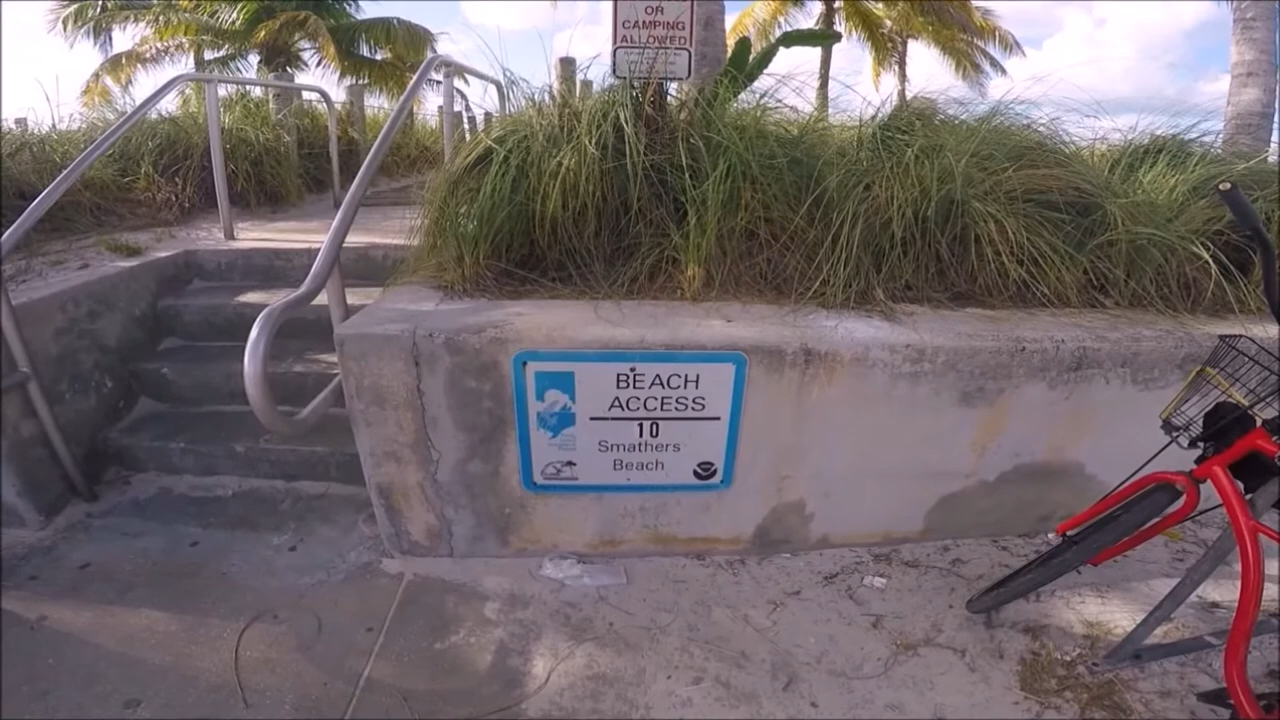 OR
CAMPING
ALLOWED
BEACH
ACCESS
10
Smathers
Beach